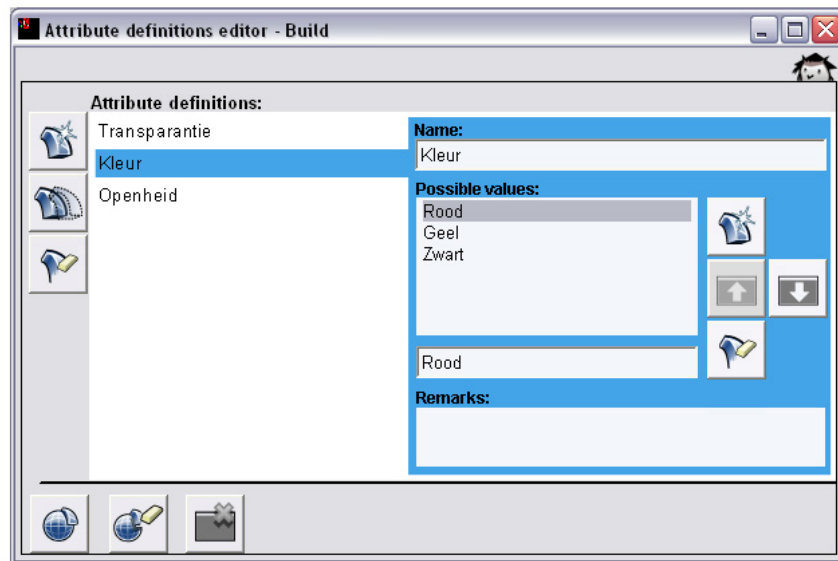 Attribute definitions editor - Build
Attribute definitions:
Transparantie
Kleur
Openheid
Name:
Kleur
Possible values:
Rood
Geel
Zwart
Rood
Remarks: